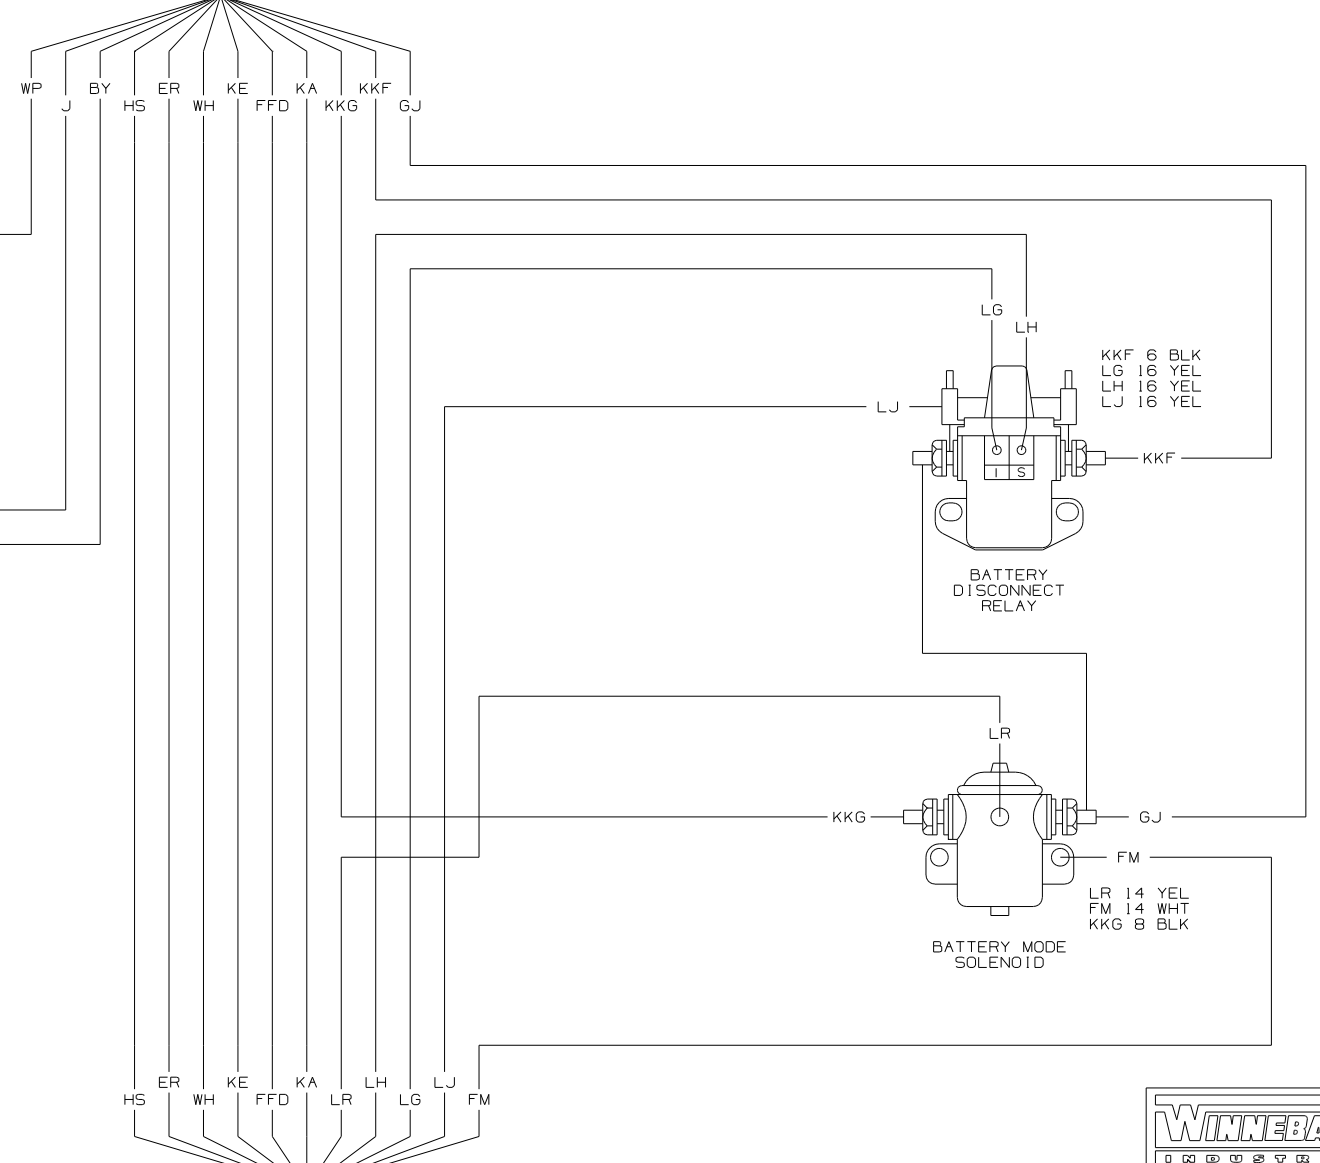 WP BY ER KE KA KKF
J HS WH FFD KKG GJ
LG
LH
KKF 6 BLK
LG 16 YEL
LH 16 YEL
LJ 16 YEL
LJ
KKF
I S
BATTERY
DISCONNECT
RELAY
LR
KKG
GJ
FM
LR 14 YEL
FM 14 WHT
KKG 8 BLK
BATTERY MODE
SOLENOID
ER KE KA LH LJ
HS WH FFD LR LG FM
WINNEBA
INDUSTR